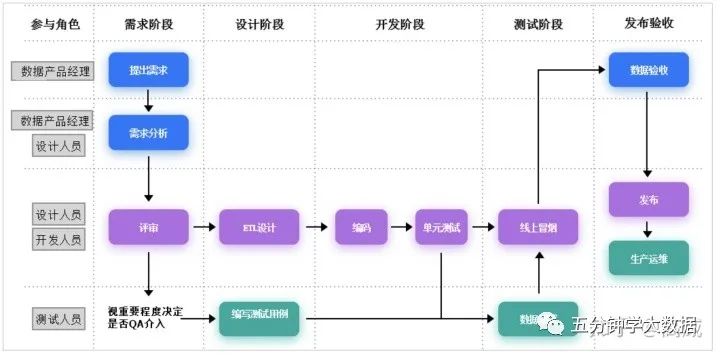 参与角色 需求阶段 设计阶段 开发阶段 测试阶段 发布验收
数据产品经理 提出需求 数据验收
数据产品经理
设计人员
需求分析
设计人员
开发人员
评审 ETL设计 编码 单元测试 线上冒烟 发布
生产运维
测试人员
视重要程度决定
是否QA介入
编写测试用例 数据
五分钟学大数据